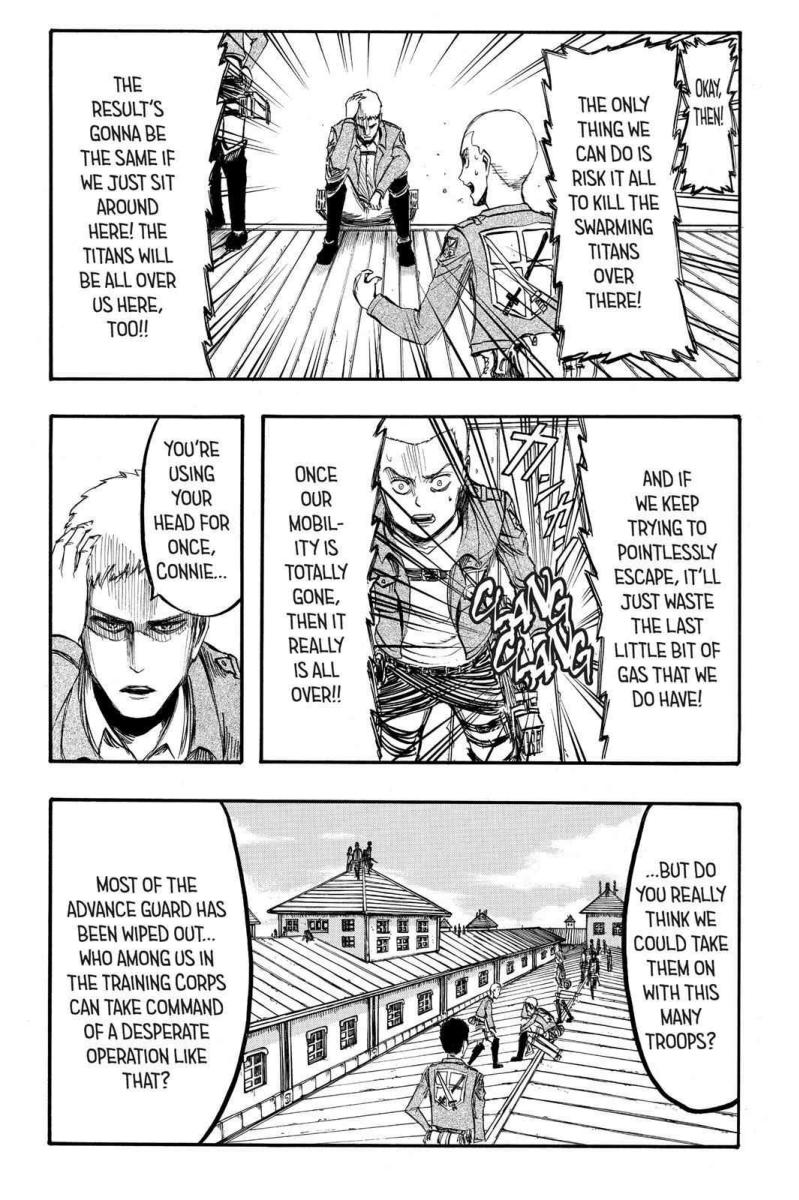 OKAY,
THEN!
THE ONLY
THING WE
CAN DO IS
RISK IT ALL
TO KILL THE
SWARMING
TITANS
OVER
THERE!
THE
RESULT'S
GONNA BE
THE SAME IF
WE JUST SIT
AROUND
HERE! THE
TITANS WILL
BE ALL OVER
US HERE,
TOO!!
AND IF
WE KEEP
TRYING TO
POINTLESSLY
ESCAPE, IT'LL
JUST WASTE
THE LAST
LITTLE BIT OF
GAS THAT WE
DO HAVE!
ガシッ
ガシッ
CLANG
CLANG
ONCE
OUR
MOBIL-
ITY IS
TOTALLY
GONE,
THEN IT
REALLY
IS ALL
OVER!!
YOU'RE
USING
YOUR
HEAD FOR
ONCE,
CONNIE...
...BUT DO
YOU REALLY
THINK WE
COULD TAKE
THEM ON
WITH THIS
MANY
TROOPS?
MOST OF THE
ADVANCE GUARD HAS
BEEN WIPED OUT...
WHO AMONG US IN
THE TRAINING CORPS
CAN TAKE COMMAND
OF A DESPERATE
OPERATION LIKE
THAT?